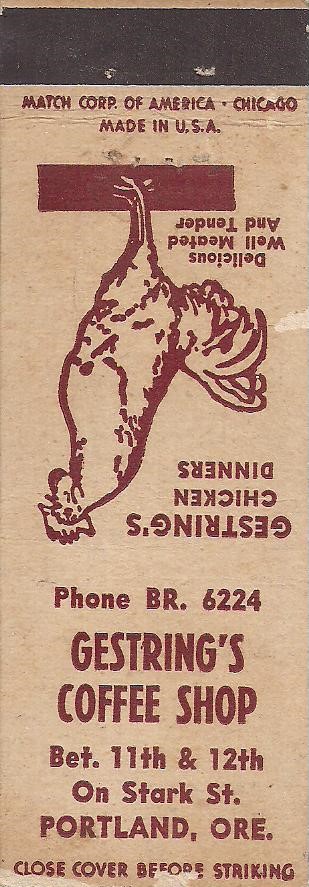 MATCH CORP. OF AMERICA · CHICAGO
MADE IN U.S.A.
GESTRING'S
CHICKEN
DINNERS
Delicious
Well Meated
And Tender
Phone BR. 6224
GESTRING'S
COFFEE SHOP
Bet. 11th & 12th
On Stark St.
PORTLAND, ORE.
CLOSE COVER BEFORE STRIKING